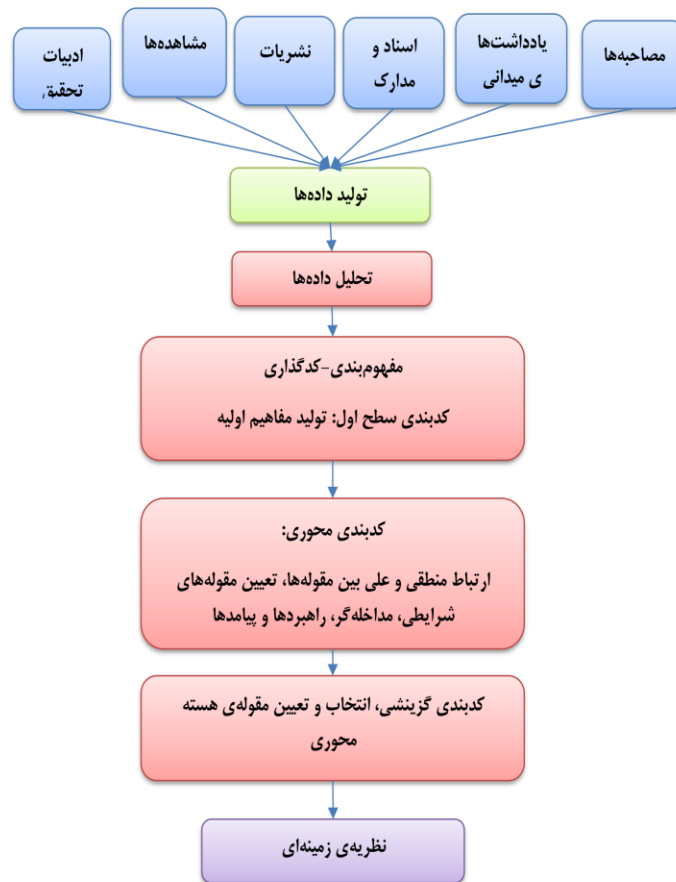 مصاحبه‌ها
یادداشت‌ها
ی میدانی
اسناد و
مدارک
نشریات
مشاهده‌ها
ادبیات
تحقیق
تولید داده‌ها
تحلیل داده‌ها
مفهوم‌بندی-کدگذاری
کدبندی سطح اول: تولید مفاهیم اولیه
کدبندی محوری:
ارتباط منطقی و علی بین مقوله‌ها، تعیین مقوله‌های
شرایطی، مداخله‌گر، راهبردها و پیامدها
کدبندی گزینشی، انتخاب و تعیین مقوله‌ی هسته
محوری
نظریه‌ی زمینه‌ای